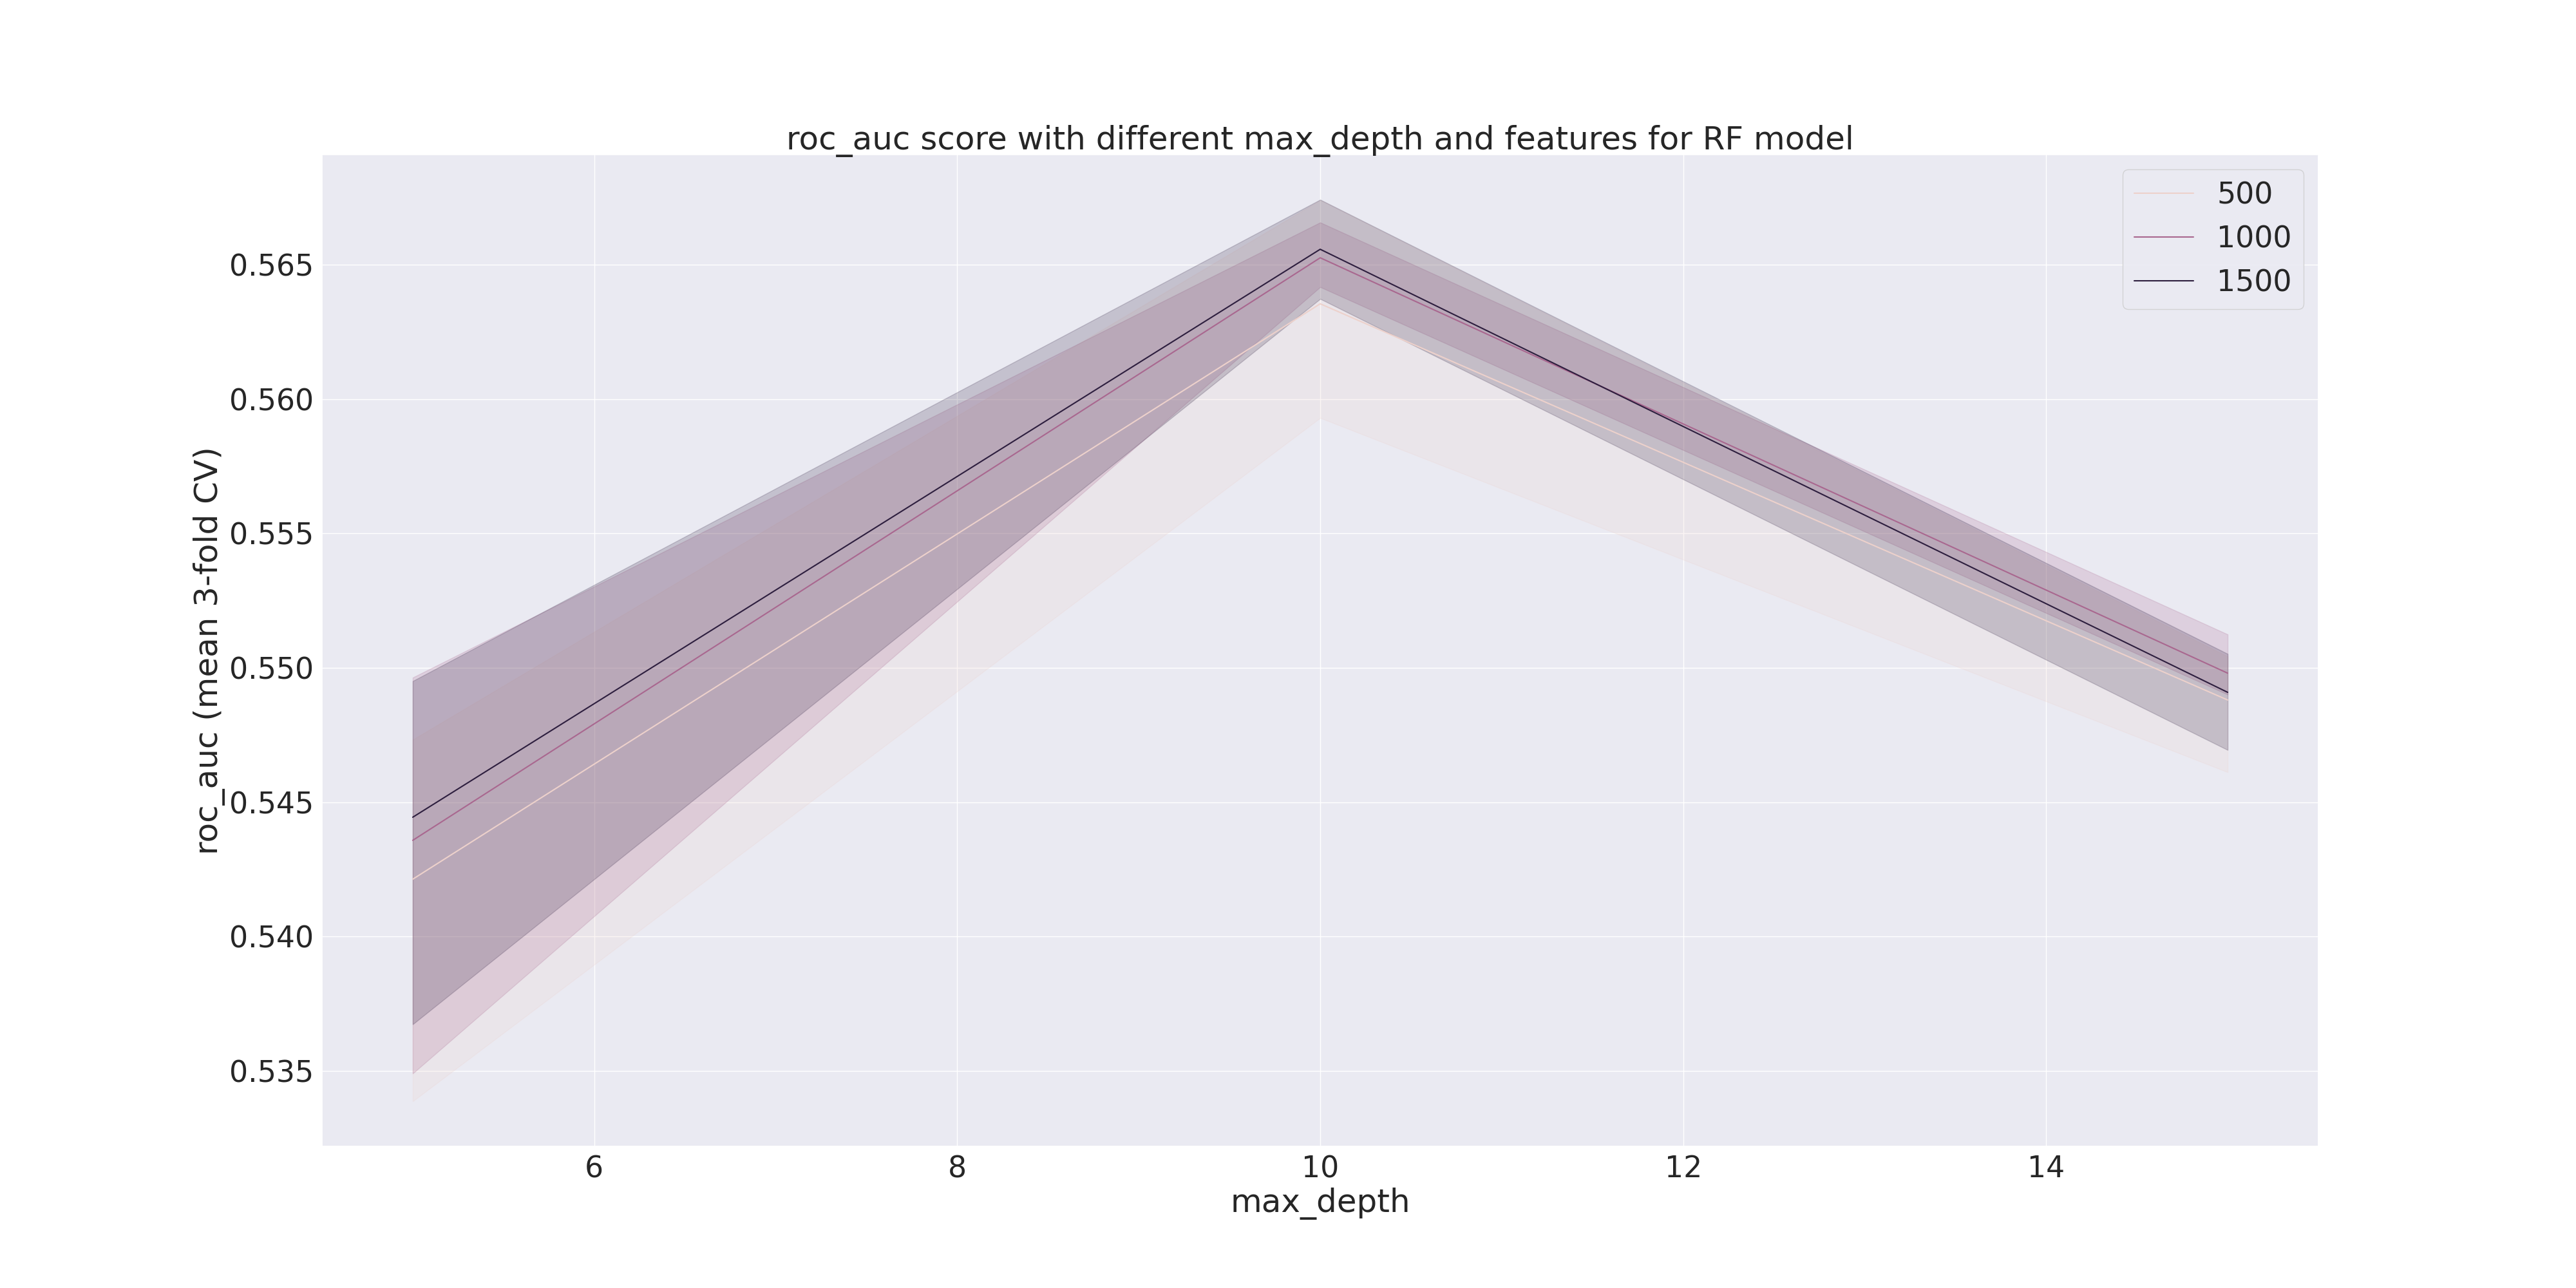 roc_auc score with different max_depth and features for RF model
500
1000
1500
roc_auc (mean 3-fold CV)
0.565
0.560
0.555
0.550
0.545
0.540
0.535
6 8 10 12 14
max_depth